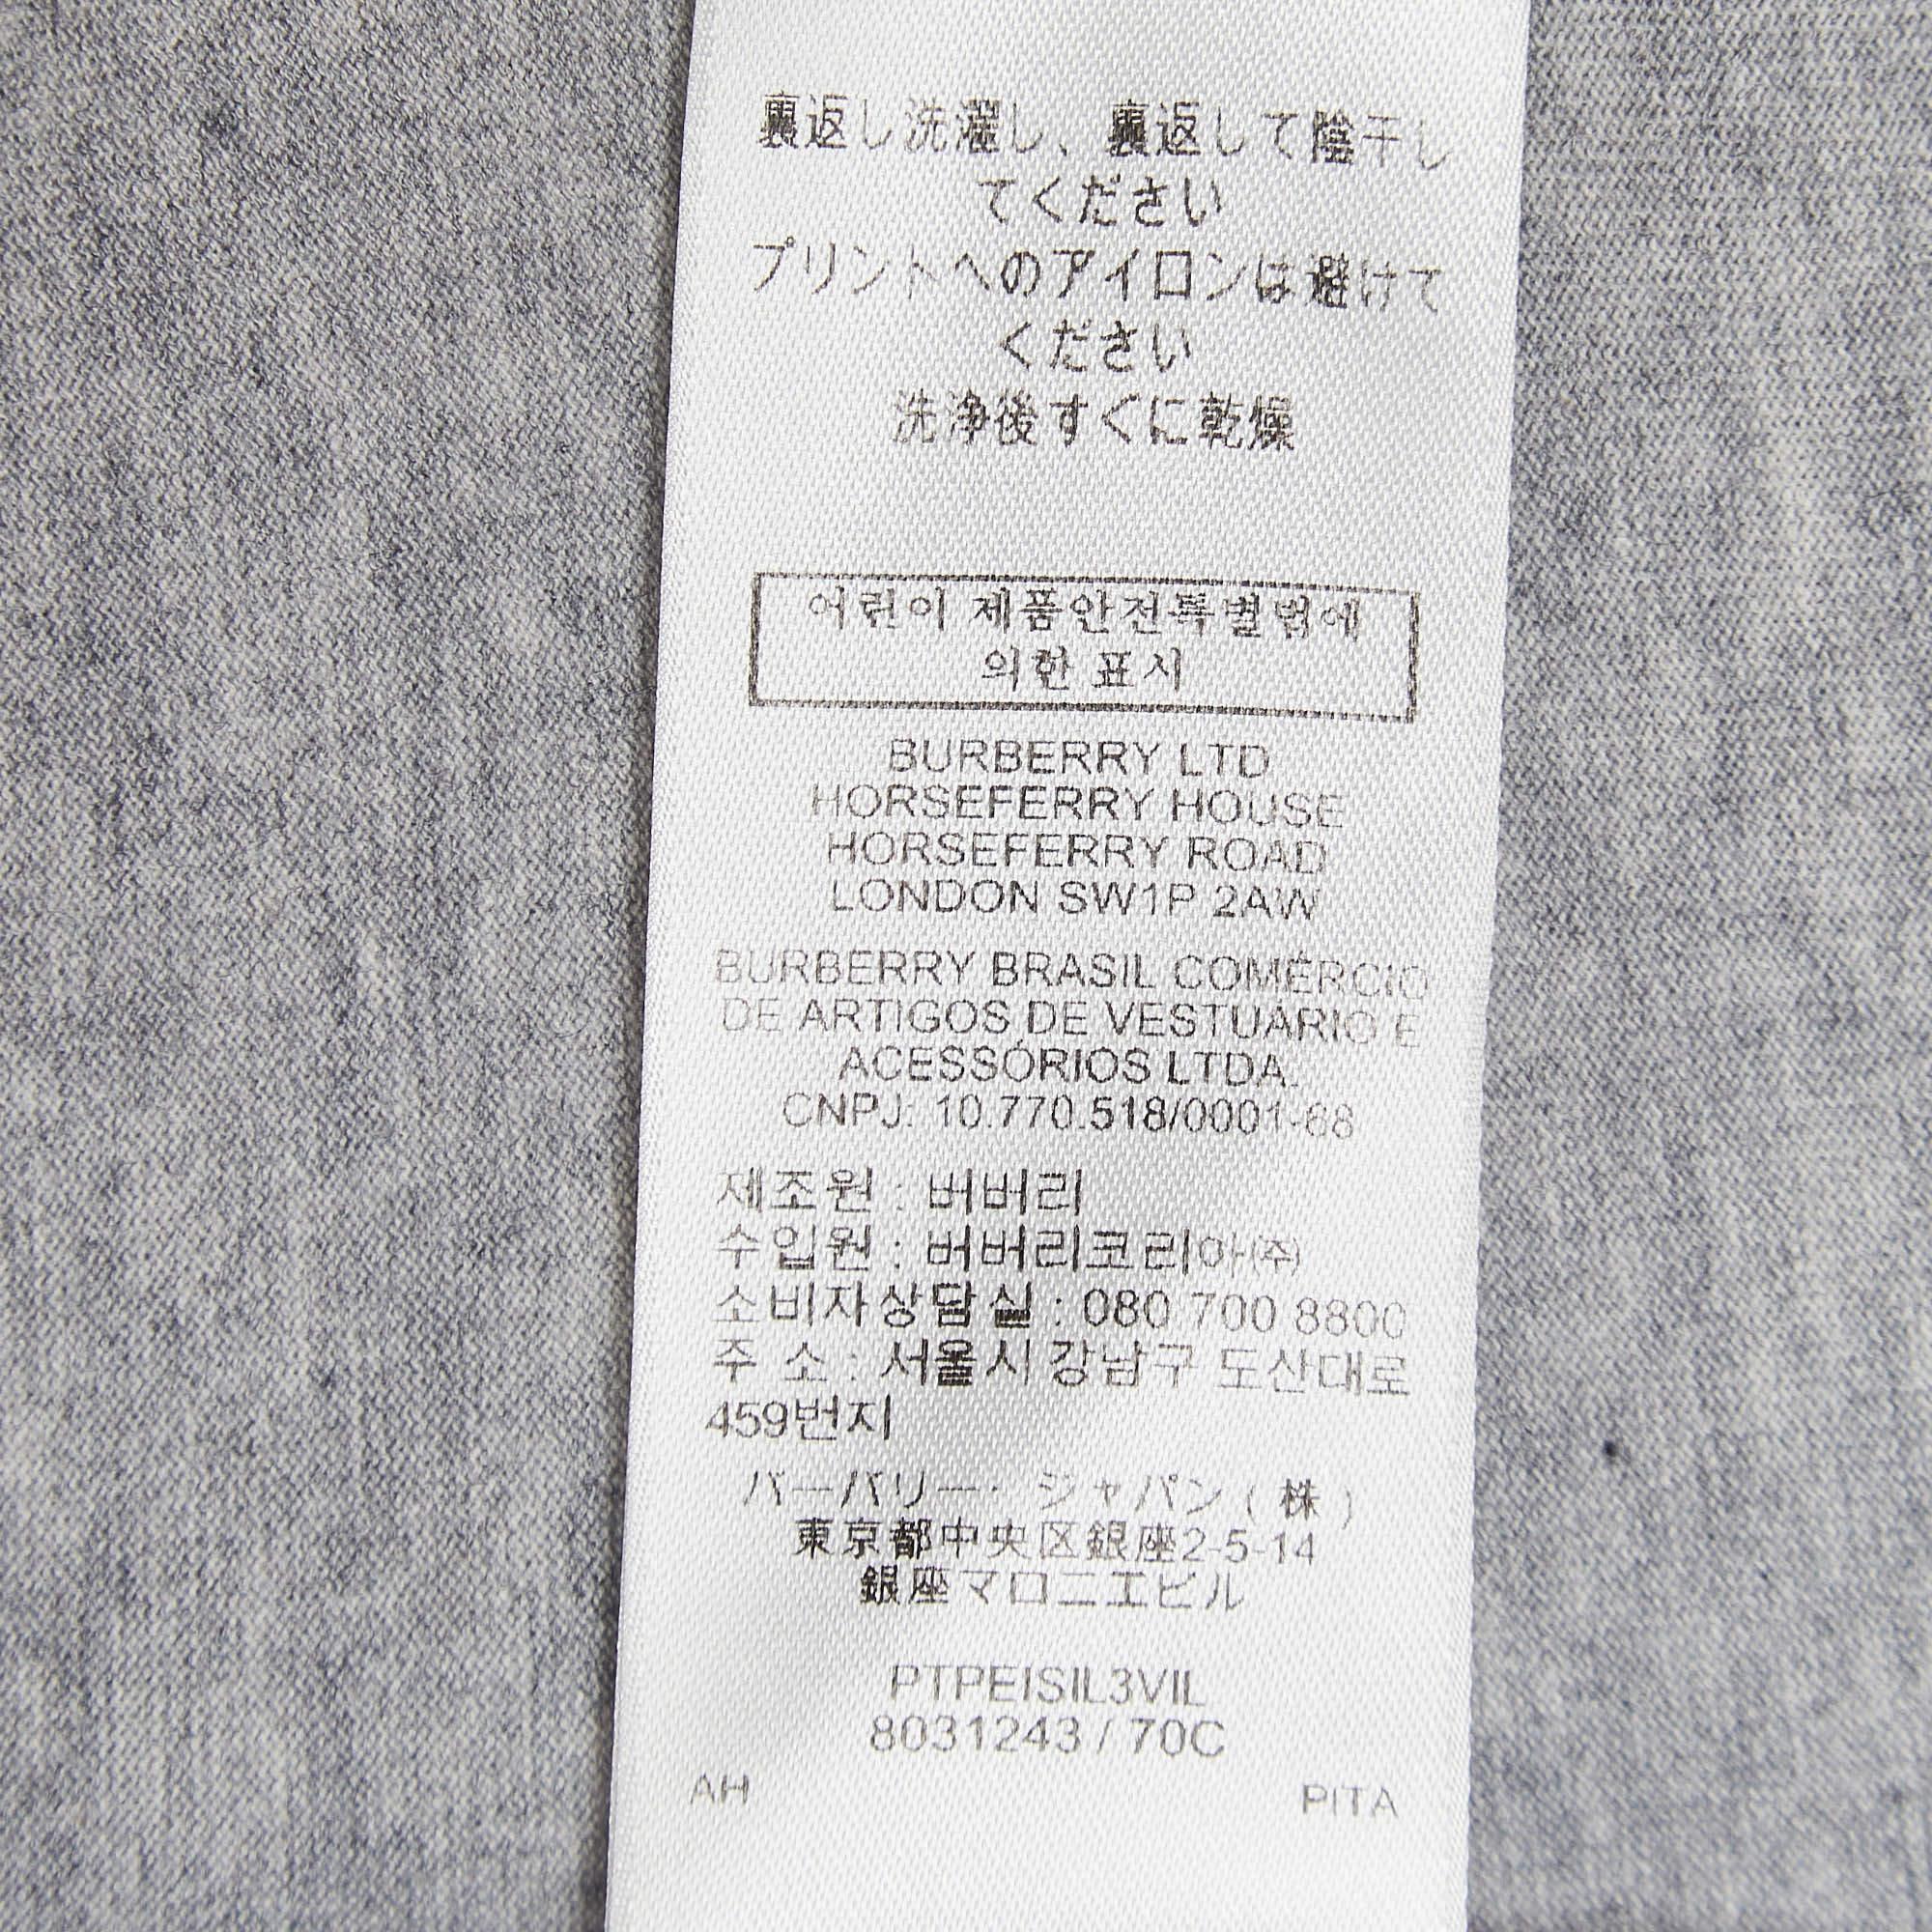 裏返し洗濯し、裏返して陰干し
てください
プリントへのアイロンは避けて
ください
洗浄後すぐに乾燥
어린이 제품안전특별법에
의한 표시
BURBERRY LTD
HORSEFERRY HOUSE
HORSEFERRY ROAD
LONDON SW1P 2AW
BURBERRY BRASIL COMÉRCIO
DE ARTIGOS DE VESTUÁRIO E
ACESSÓRIOS LTDA.
CNPJ: 10.770.518/0001-68
제조원 : 버버리
수입원 : 버버리코리아㈜
소비자상담실 : 080 700 8800
주 소 : 서울시 강남구 도산대로
459번지
バーバリー・ジャパン(株)
東京都中央区銀座2-5-14
銀座マロニエビル
PTPEISIL3VIL
8031243 / 70C
AH PITA